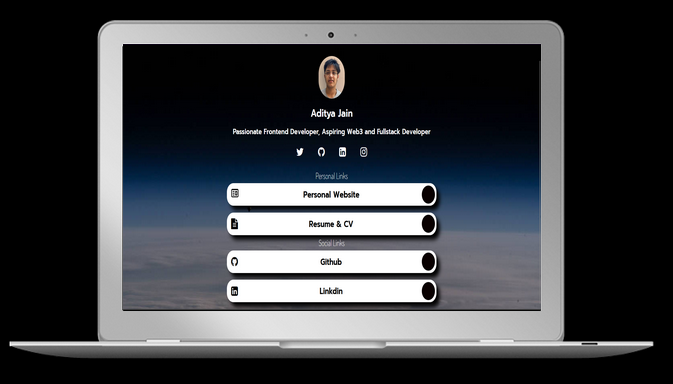 Aditya Jain
Passionate Frontend Developer, Aspiring Web3 and Fullstack Developer
Personal Links
Personal Website
Resume & CV
Social Links
Github
Linkdin